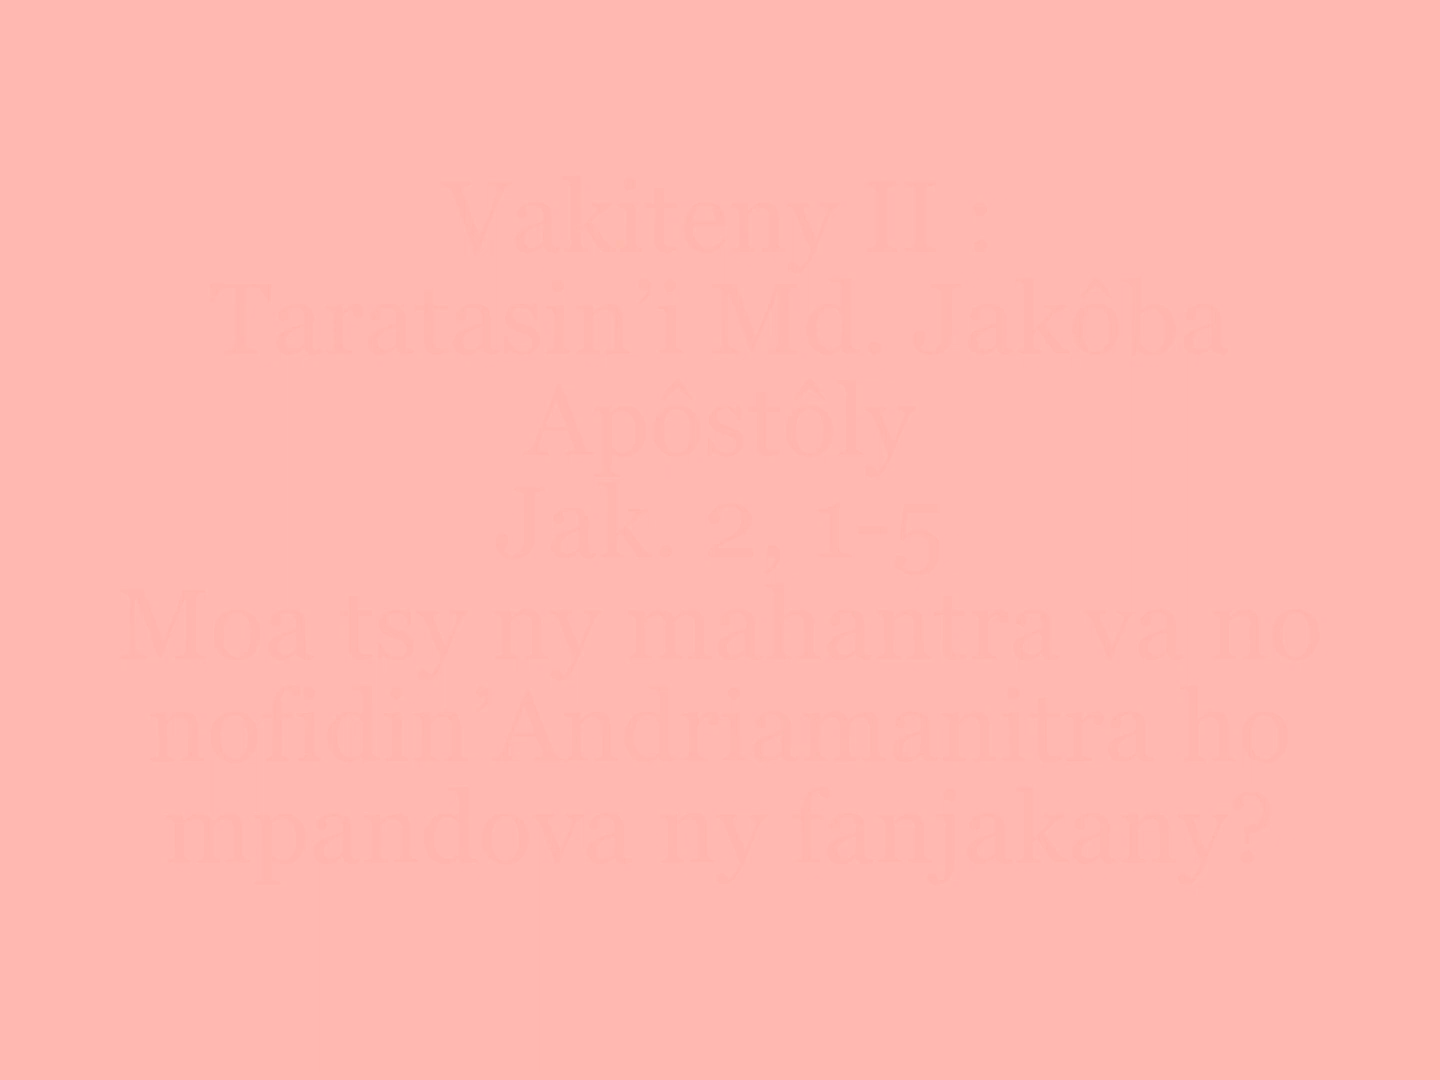 Vakiteny II :
Taratasin'i Md. Jakôba
Apôstôly
Jak. 2, 1-5
Moa tsy ny mahantra va no
nofidin'Andriamanitra ho
mpandova ny fanjakany?